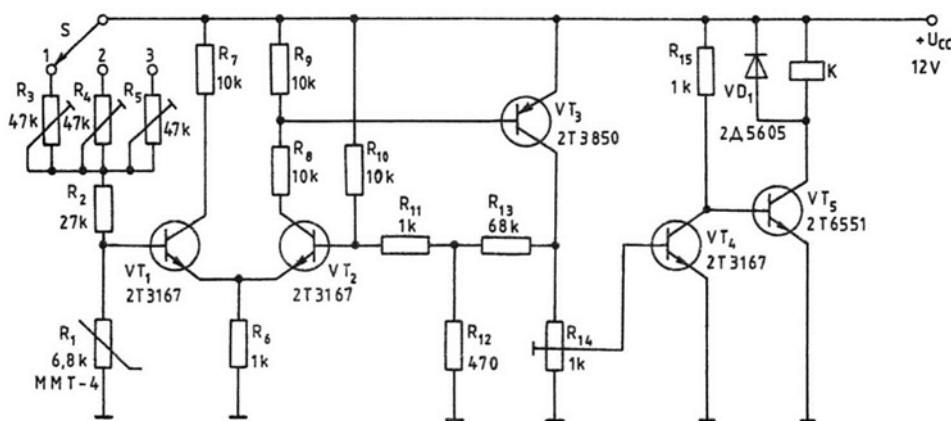 S
1 2 3
R3
47k
R4
47k
R5
47k
R2
27k
R1
6,8k
MMT-4
R7
10k
R9
10k
R8
10k
R10
10k
VT1
2T3167
VT2
2T3167
R6
1k
R11
1k
R13
68k
R12
470
R14
1k
VT3
2T3850
R15
1k
VD1
2Д5605
K
+UCC
12V
VT4
2T3167
VT5
2T6551